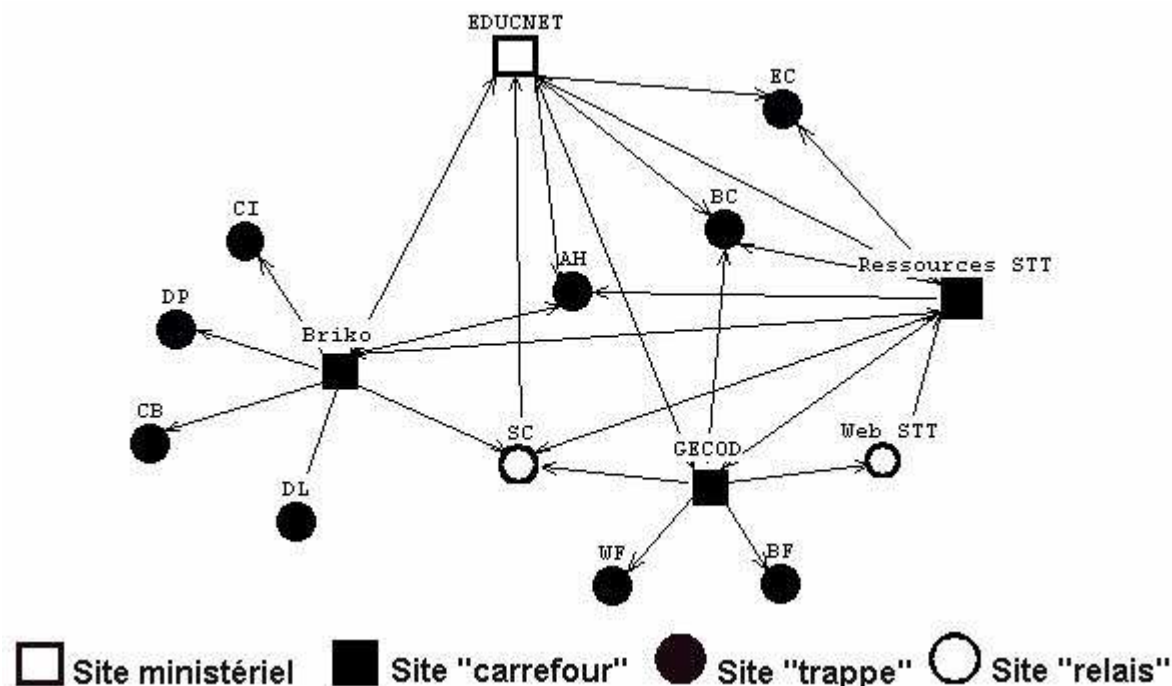 EDUCNET
EC
CI
BC
AH
Ressources STT
DP
Briko
CB
SC
GECOD
Web STT
DL
WF
BF
Site ministériel
Site "carrefour"
Site "trappe"
Site "relais"